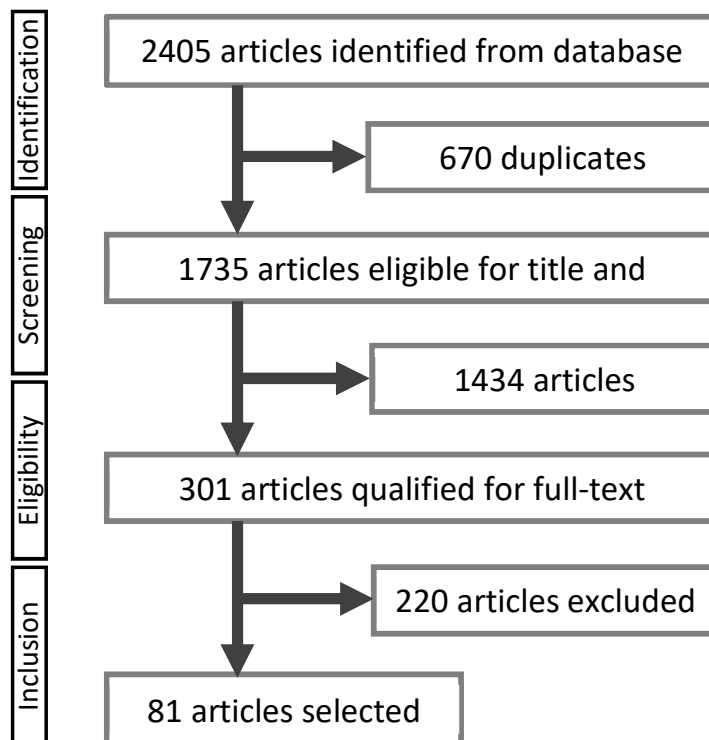 Identification
2405 articles identified from database
670 duplicates
Screening
1735 articles eligible for title and
1434 articles
Eligibility
301 articles qualified for full-text
220 articles excluded
Inclusion
81 articles selected